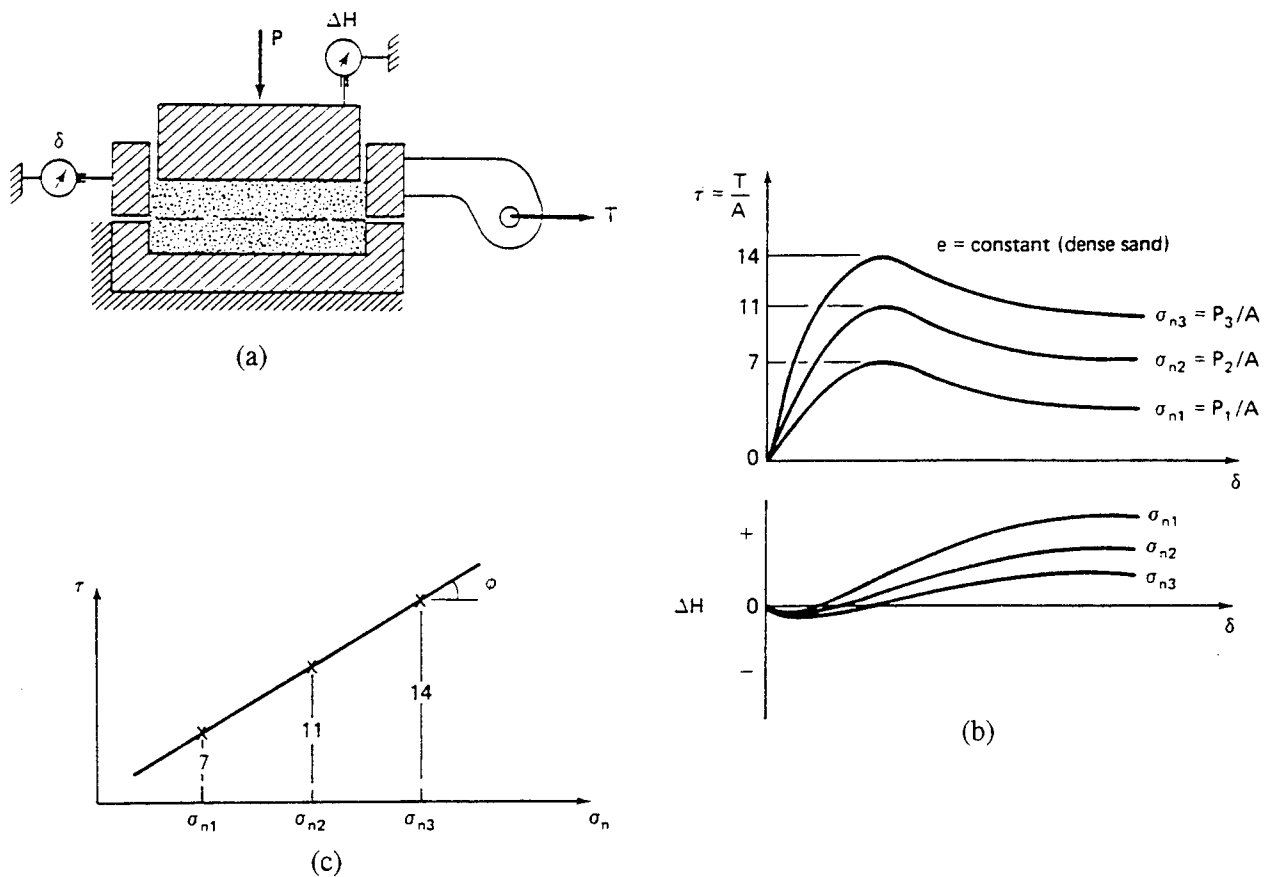 ΔH
P
δ
T
(a)
τ = T/A
e = constant (dense sand)
14
11
7
0
σn3 = P3/A
σn2 = P2/A
σn1 = P1/A
δ
+
ΔH
0
−
σn1
σn2
σn3
δ
(b)
τ
φ
7
11
14
σn1
σn2
σn3
σn
(c)